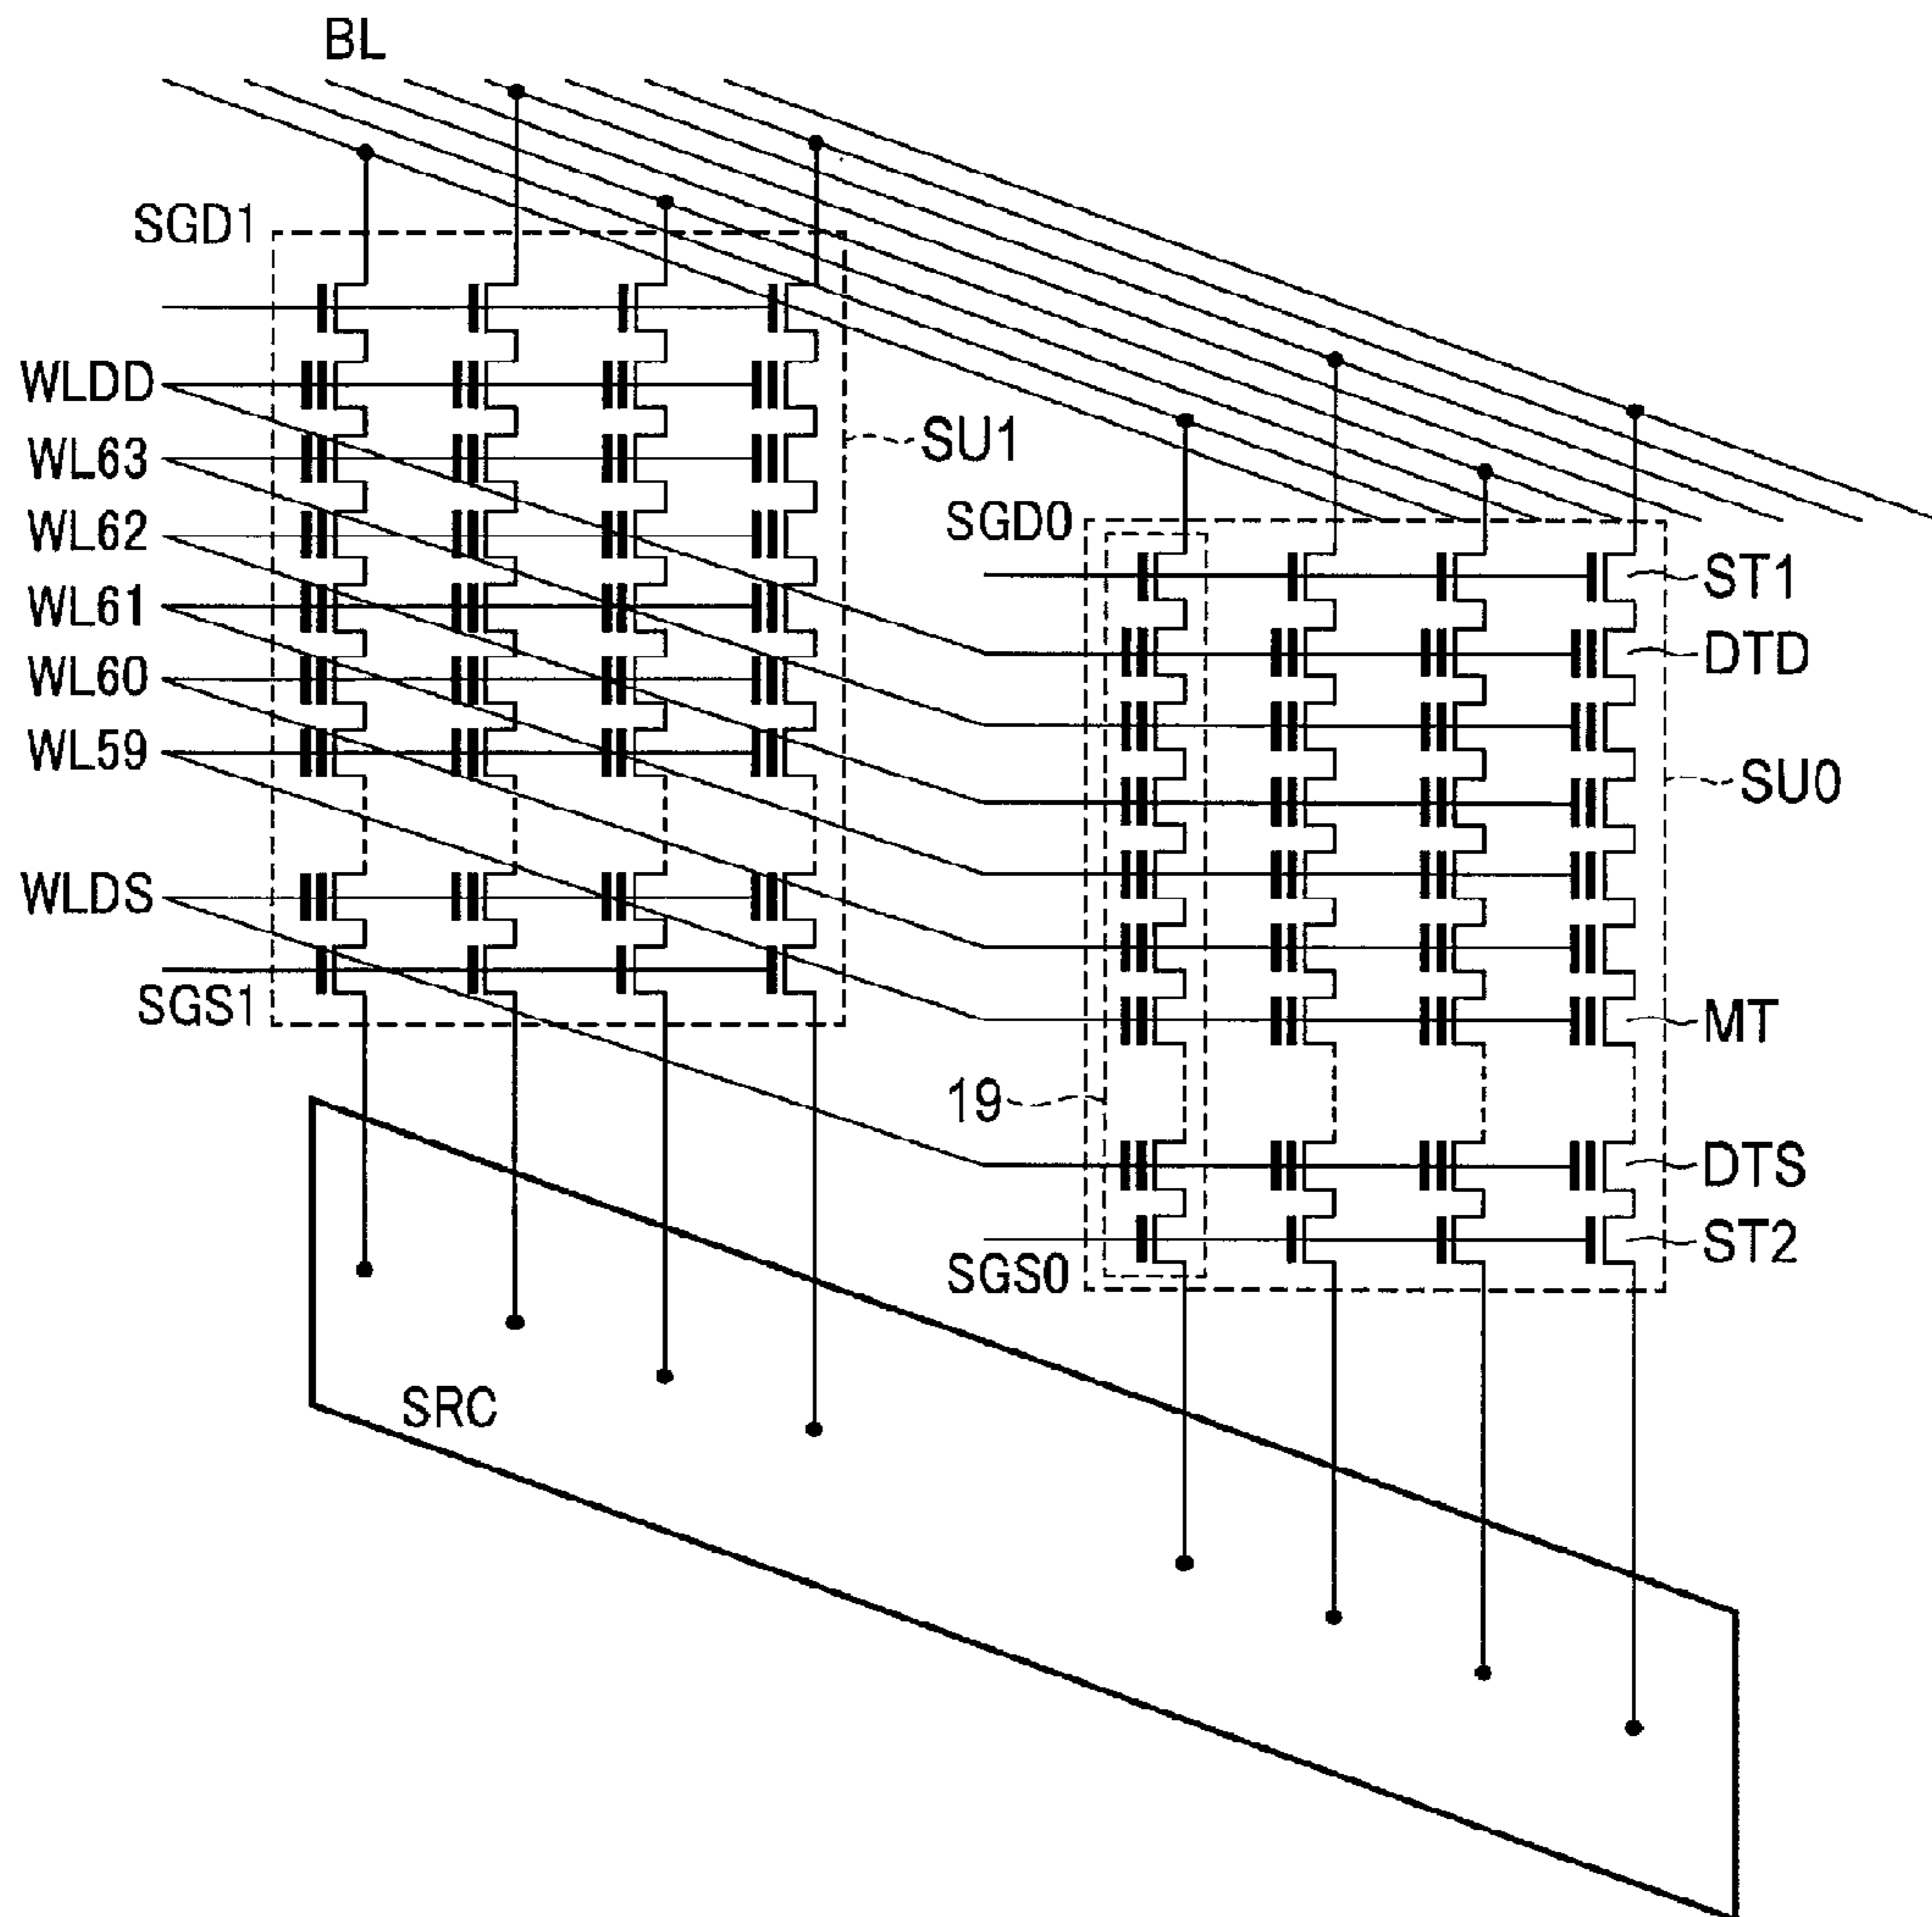 BL
SGD1
WLDD
WL63
SU1
WL62
SGD0
WL61
ST1
WL60
DTD
WL59
SU0
WLDS
SGS1
MT
19
DTS
ST2
SGS0
SRC